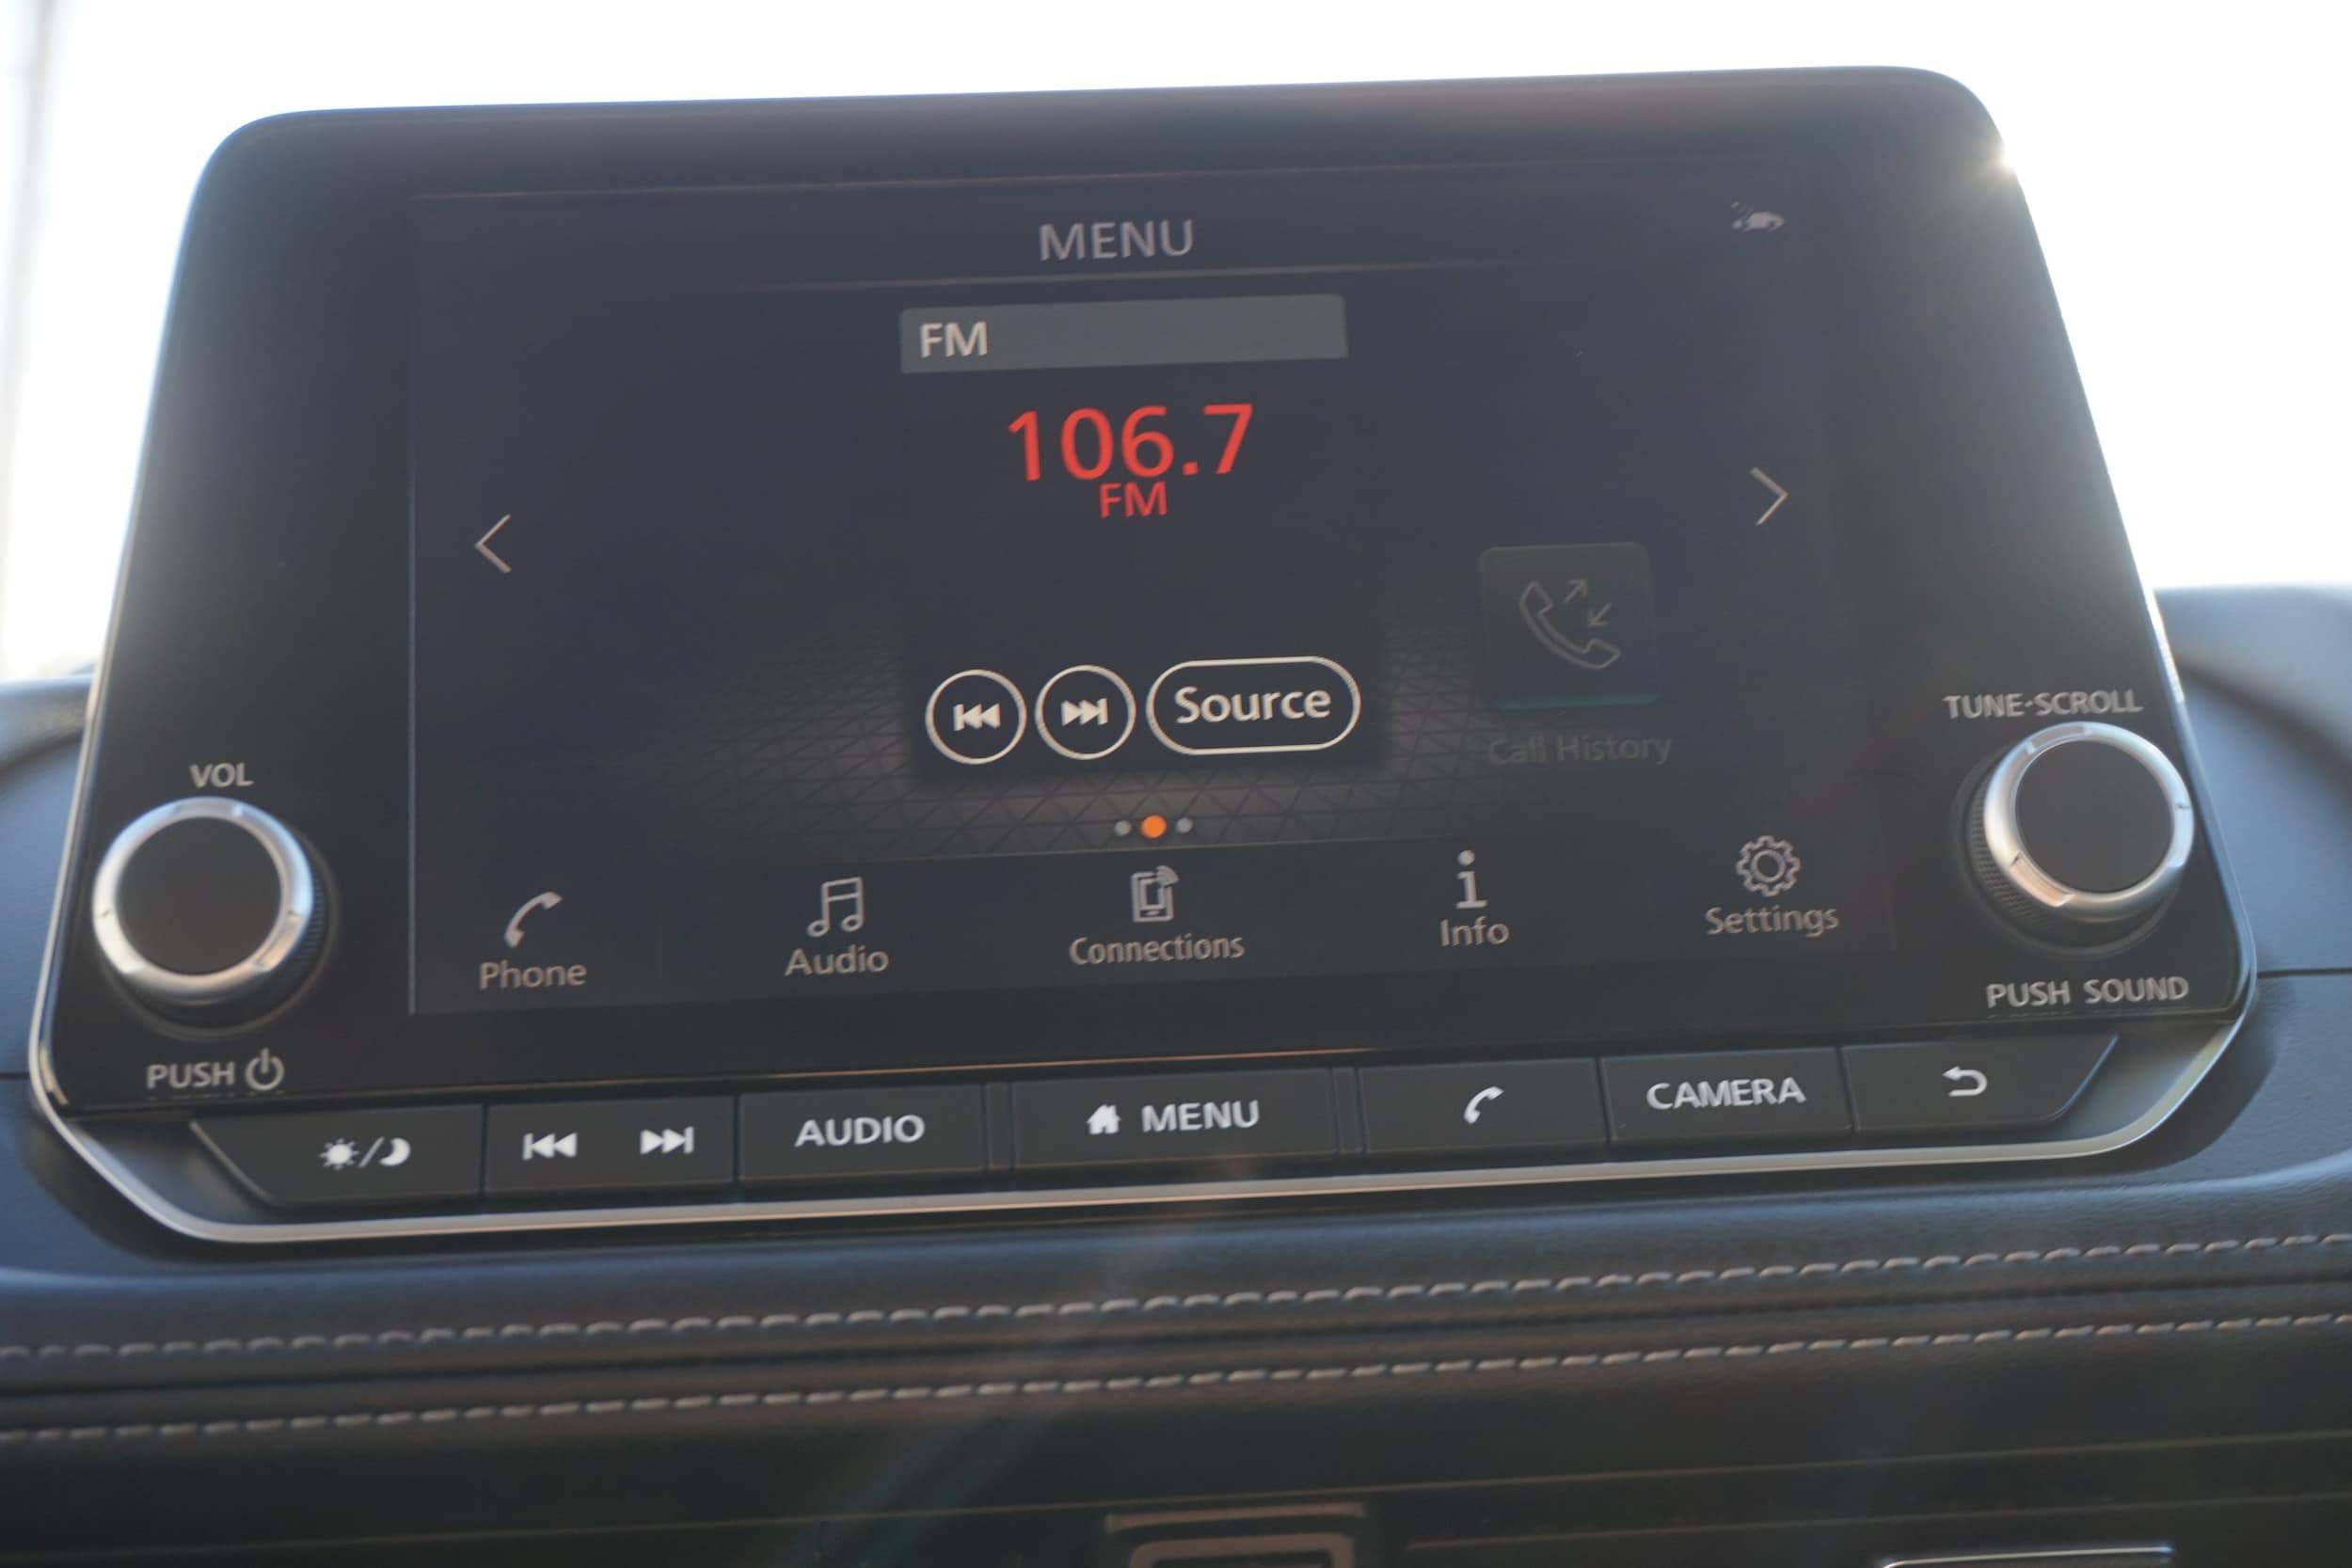 MENU
FM
106.7
FM
Source
Call History
TUNE·SCROLL
VOL
Phone
Audio
Connections
Info
Settings
PUSH SOUND
PUSH
AUDIO
MENU
CAMERA